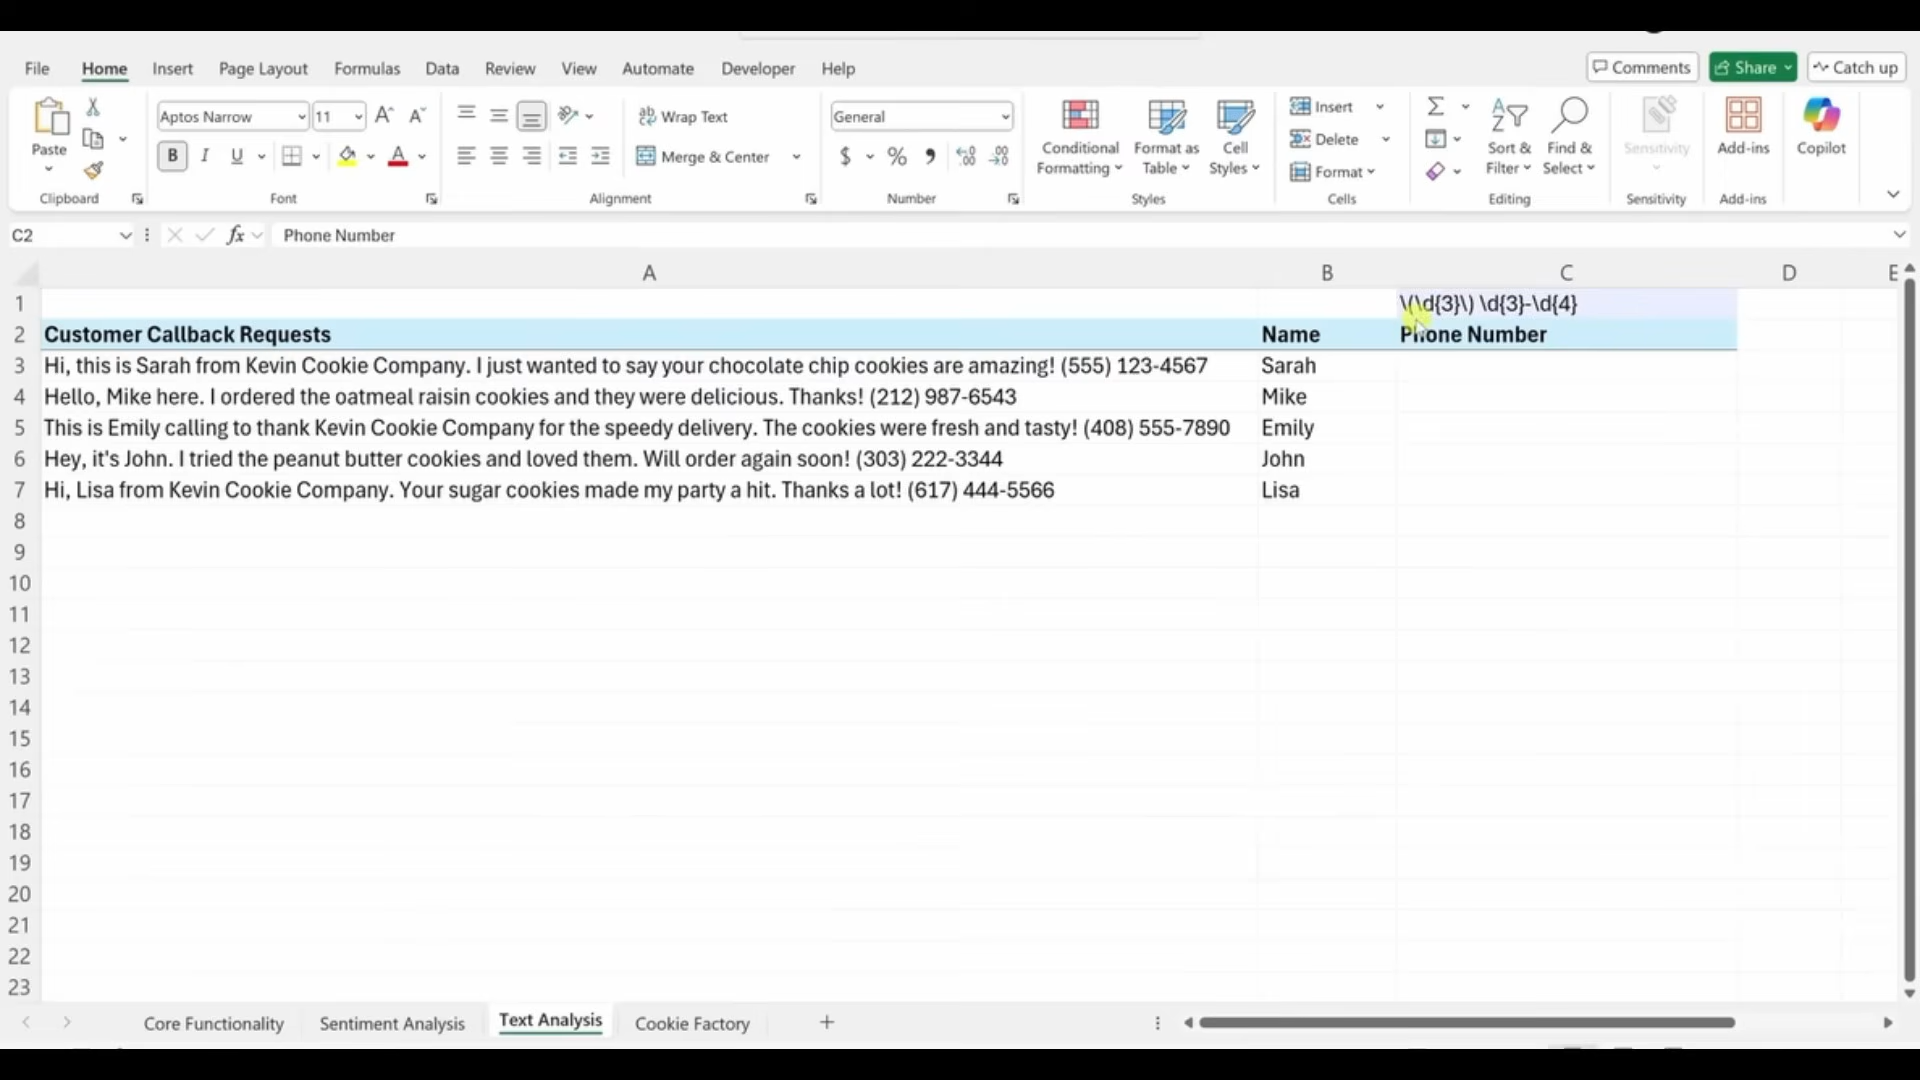 File Home Insert Page Layout Formulas Data Review View Automate Developer Help Comments Share Catch up
Paste
Clipboard
Aptos Narrow 11
B I U
Font
Wrap Text
Merge & Center
Alignment
General
$ %
Number
Conditional Formatting
Format as Table
Cell Styles
Styles
Insert
Delete
Format
Cells
Sort & Filter
Find & Select
Editing
Sensitivity
Sensitivity
Add-ins
Add-ins
Copilot
C2 fx Phone Number
A B C D E
1 \(\d{3}\) \d{3}-\d{4}
2 Customer Callback Requests Name Phone Number
3 Hi, this is Sarah from Kevin Cookie Company. I just wanted to say your chocolate chip cookies are amazing! (555) 123-4567 Sarah
4 Hello, Mike here. I ordered the oatmeal raisin cookies and they were delicious. Thanks! (212) 987-6543 Mike
5 This is Emily calling to thank Kevin Cookie Company for the speedy delivery. The cookies were fresh and tasty! (408) 555-7890 Emily
6 Hey, it's John. I tried the peanut butter cookies and loved them. Will order again soon! (303) 222-3344 John
7 Hi, Lisa from Kevin Cookie Company. Your sugar cookies made my party a hit. Thanks a lot! (617) 444-5566 Lisa
8
9
10
11
12
13
14
15
16
17
18
19
20
21
22
23
Core Functionality Sentiment Analysis Text Analysis Cookie Factory